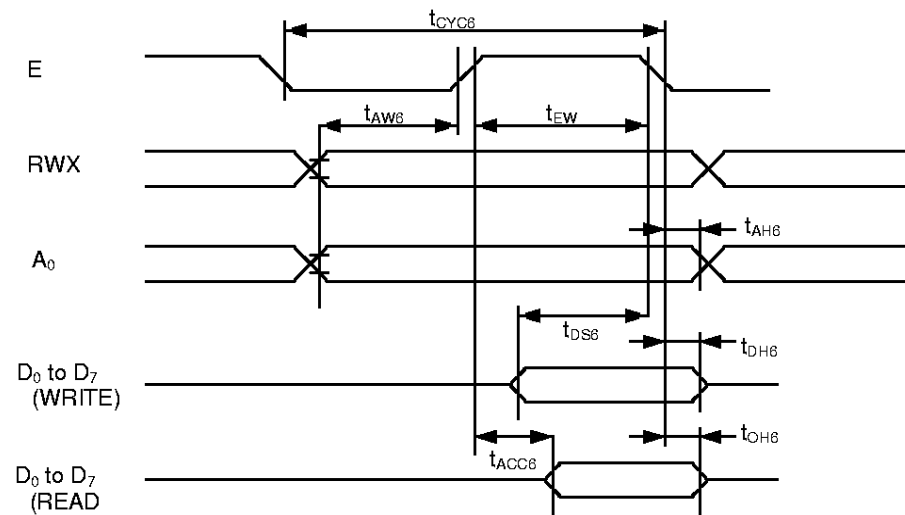 tCYC6
E
tAW6
tEW
RWX
tAH6
A0
tDS6
tDH6
D0 to D7
(WRITE)
tOH6
tACC6
D0 to D7
(READ